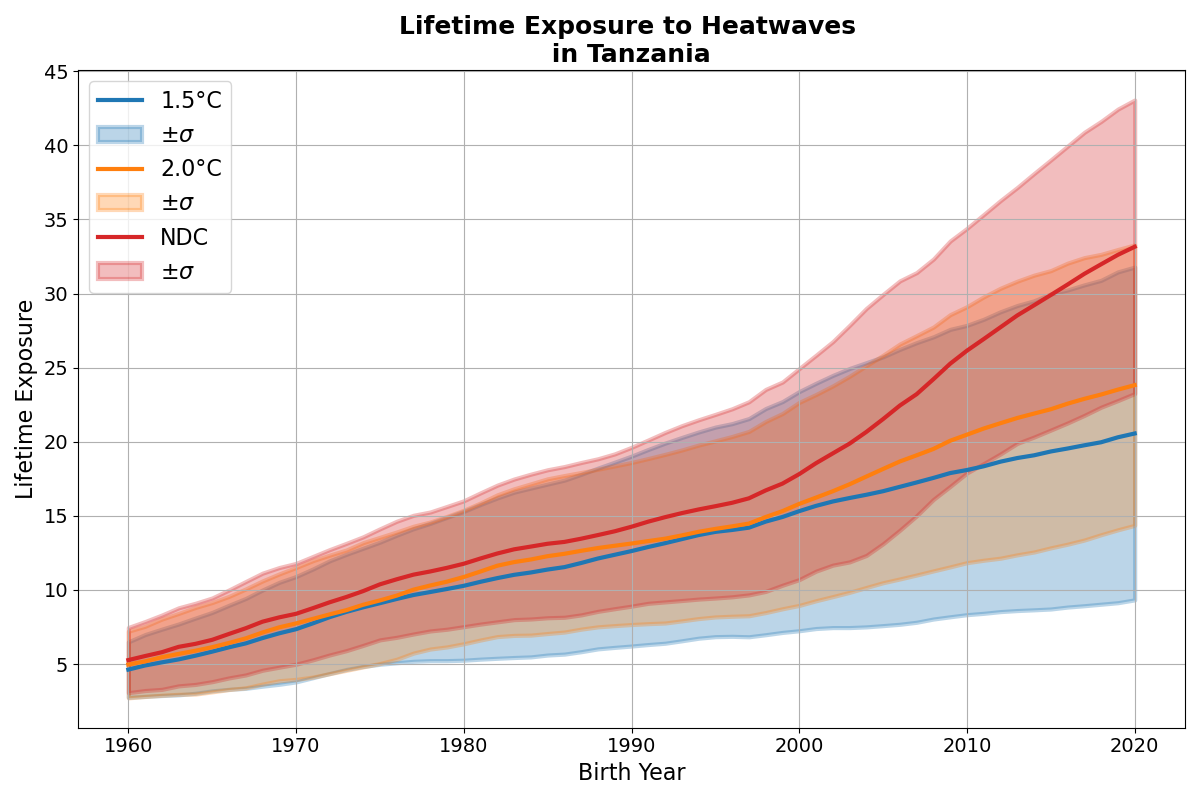 Lifetime Exposure to Heatwaves
in Tanzania
45
40
35
30
25
20
15
10
5
Lifetime Exposure
1.5°C
±σ
2.0°C
±σ
NDC
±σ
1960
1970
1980
1990
2000
2010
2020
Birth Year